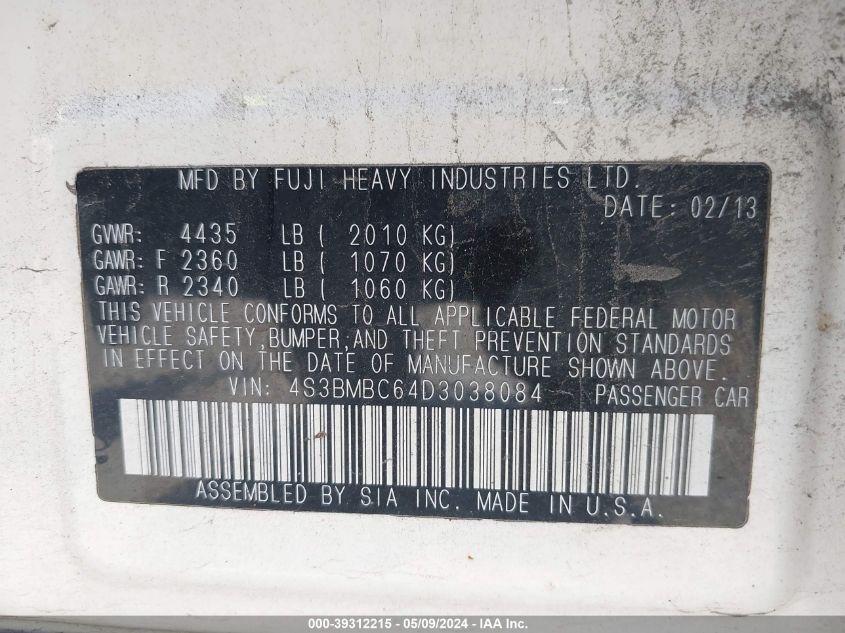 MFD BY FUJI HEAVY INDUSTRIES LTD.
DATE: 02/13
GVWR: 4435 LB ( 2010 KG)
GAWR: F 2360 LB ( 1070 KG)
GAWR: R 2340 LB ( 1060 KG)
THIS VEHICLE CONFORMS TO ALL APPLICABLE FEDERAL MOTOR
VEHICLE SAFETY,BUMPER,AND THEFT PREVENTION STANDARDS
IN EFFECT ON THE DATE OF MANUFACTURE SHOWN ABOVE.
VIN: 4S3BMBC64D3038084 PASSENGER CAR
ASSEMBLED BY SIA INC. MADE IN U.S.A.
000-39312215 - 05/09/2024 - IAA Inc.